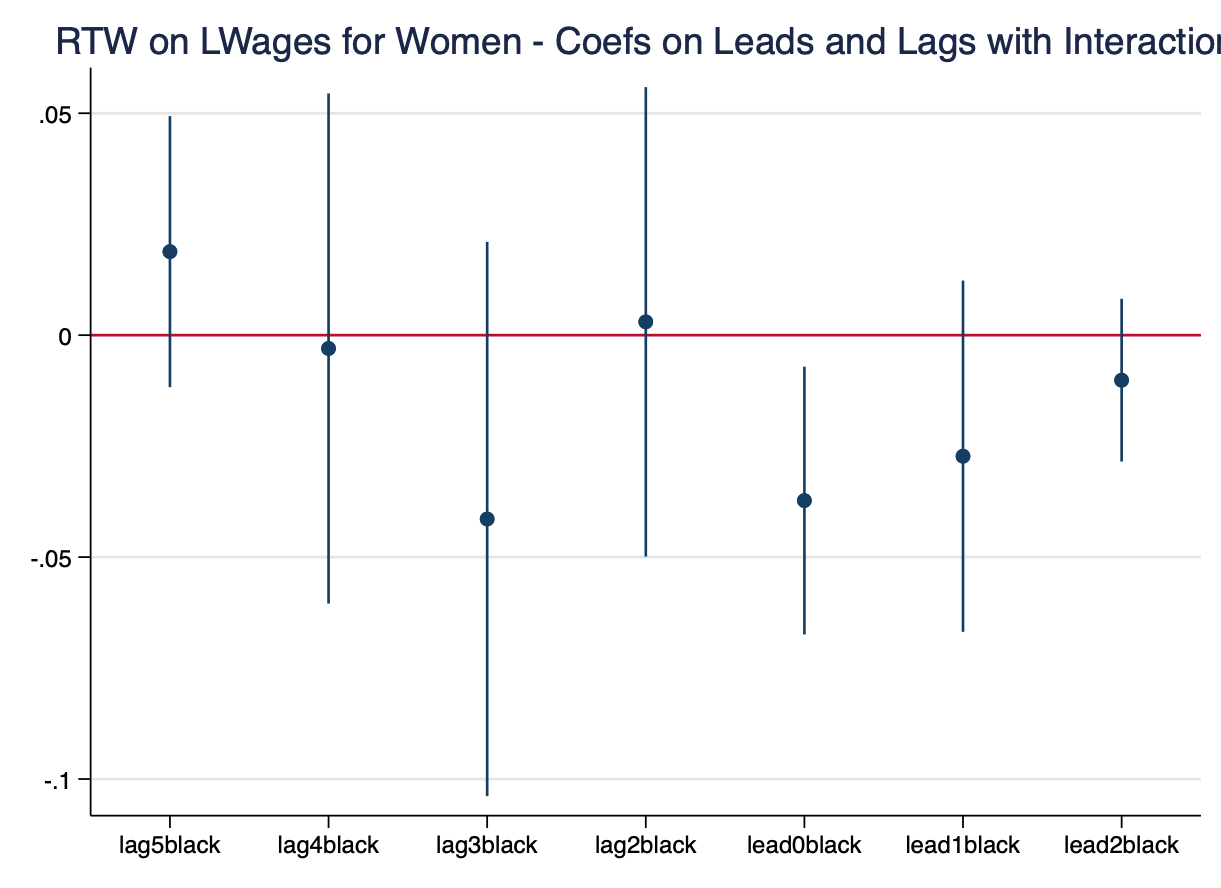 RTW on LWages for Women - Coefs on Leads and Lags with Interaction
.05
0
-.05
-.1
lag5black lag4black lag3black lag2black lead0black lead1black lead2black